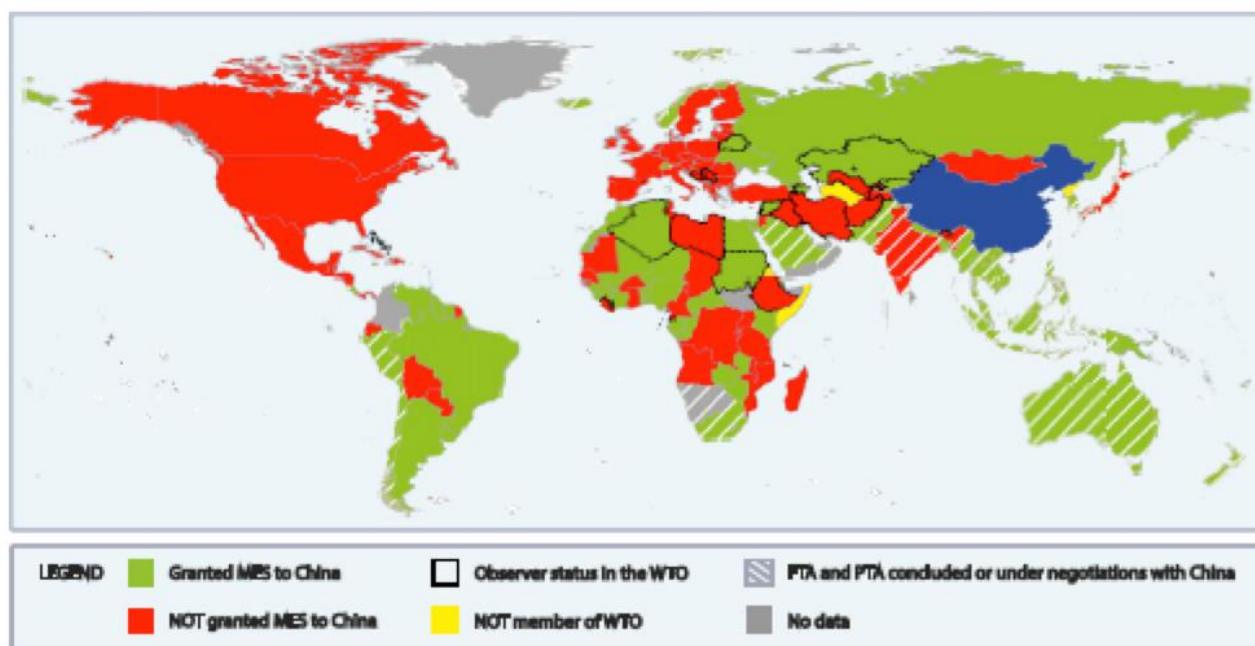 LEGEND
Granted MES to China
Observer status in the WTO
FTA and PTA concluded or under negotiations with China
NOT granted MES to China
NOT member of WTO
No data